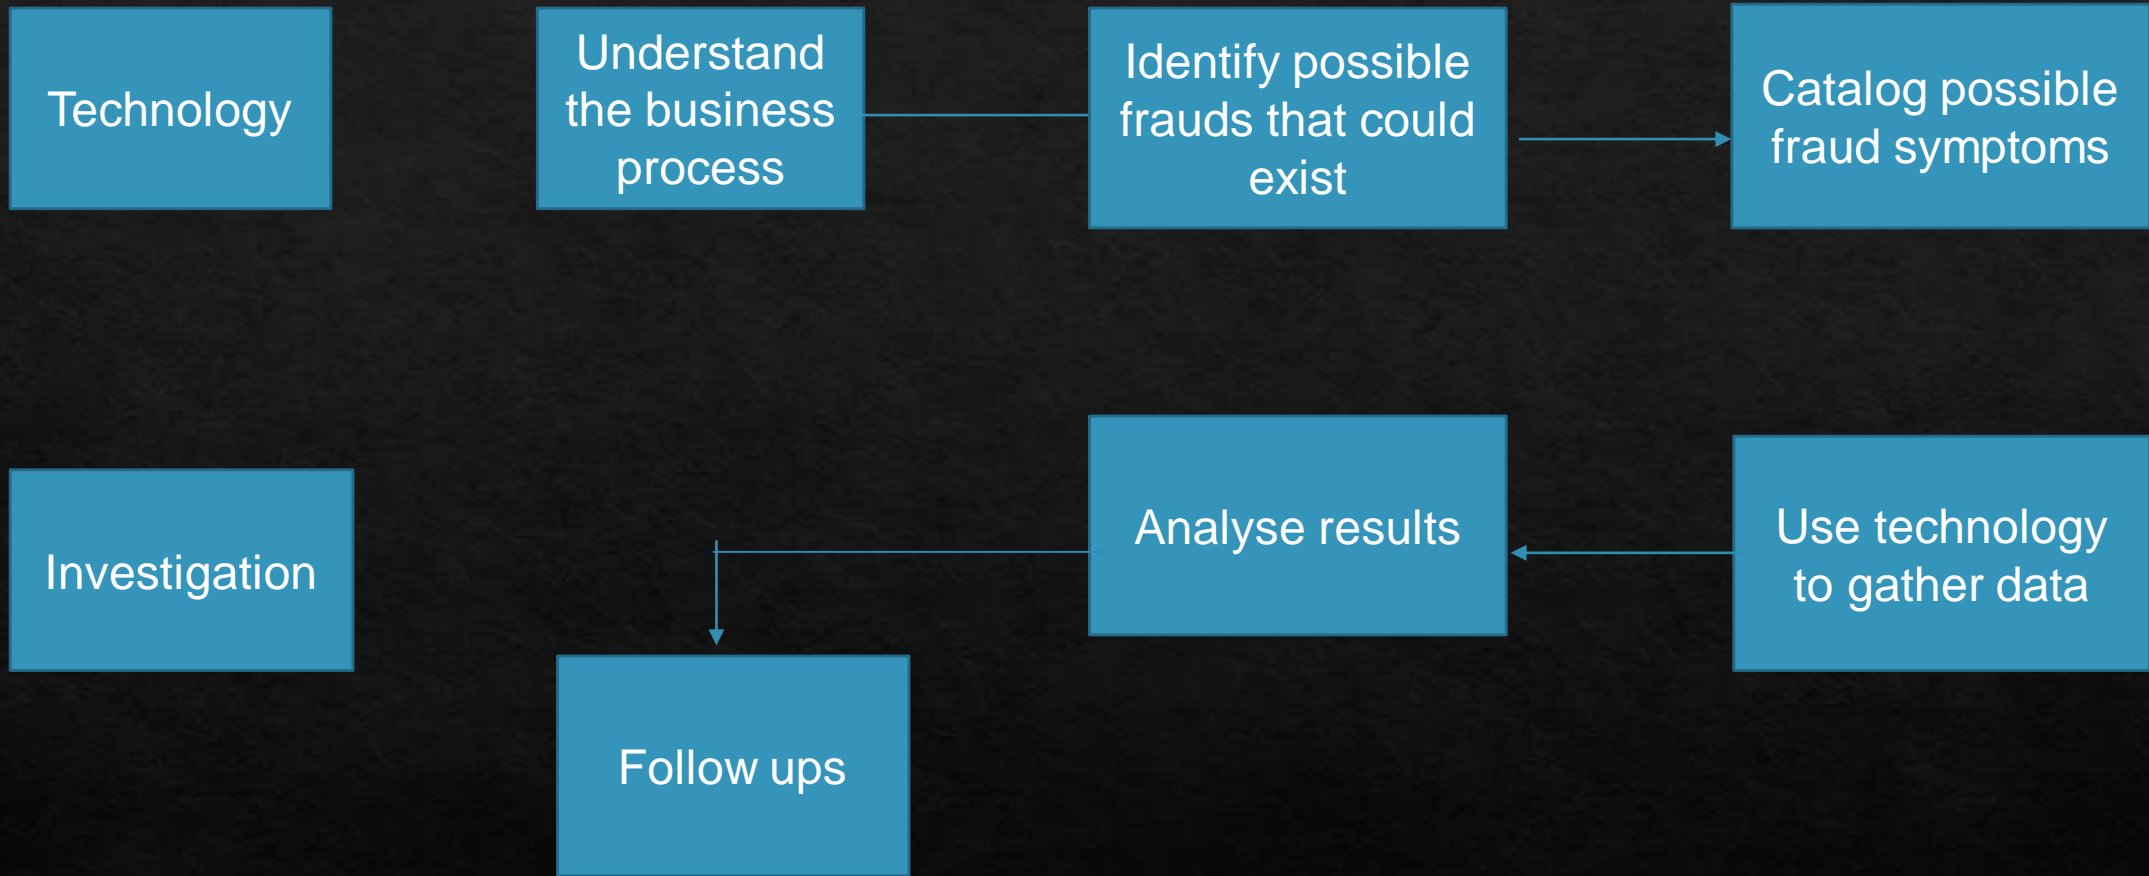 Technology
Understand
the business
process
Identify possible
frauds that could
exist
Catalog possible
fraud symptoms
Investigation
Analyse results
Use technology
to gather data
Follow ups